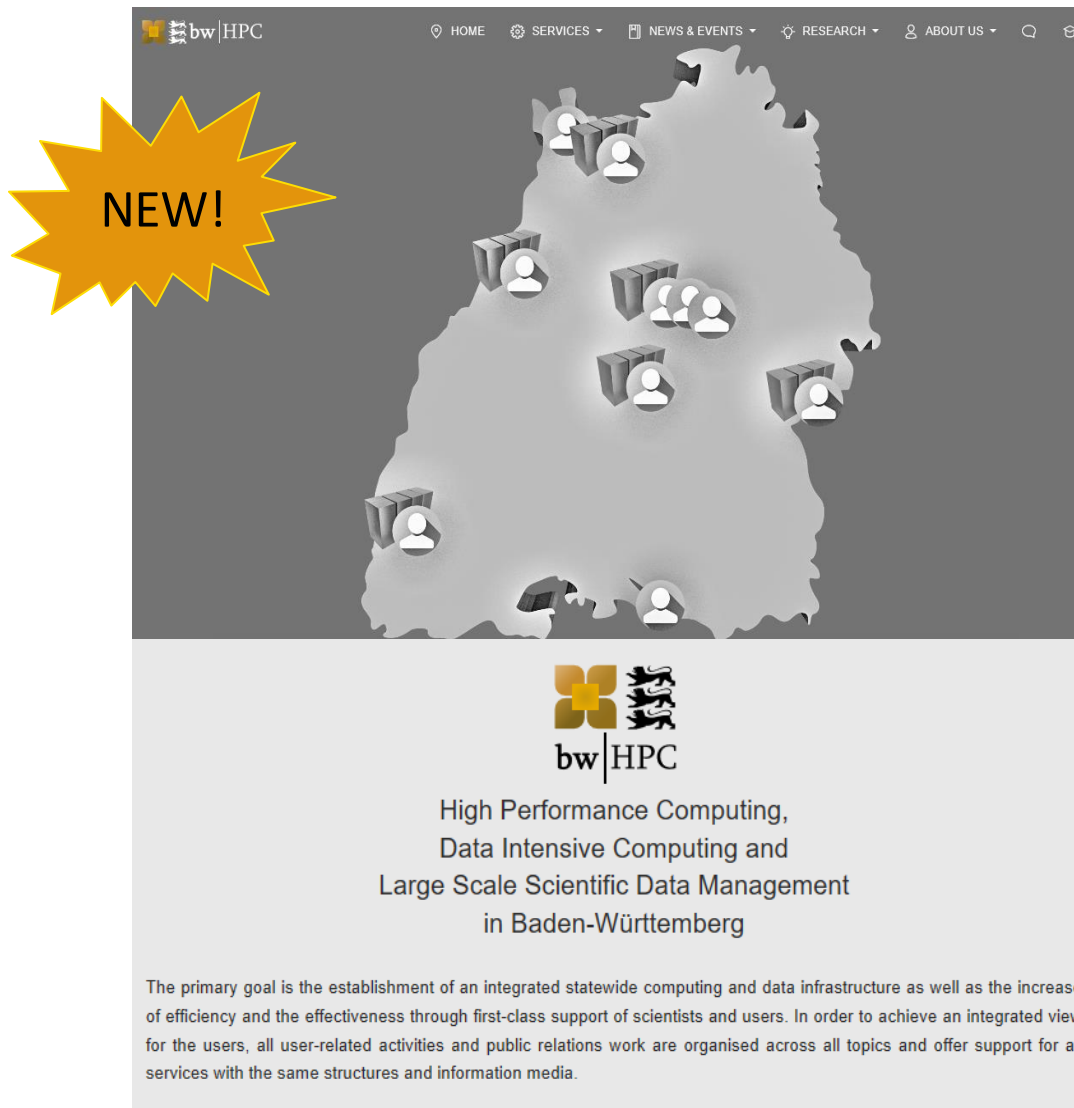 bw|HPC
HOME SERVICES NEWS & EVENTS RESEARCH ABOUT US
NEW!
bw|HPC
High Performance Computing,
Data Intensive Computing and
Large Scale Scientific Data Management
in Baden-Württemberg
The primary goal is the establishment of an integrated statewide computing and data infrastructure as well as the increase
of efficiency and the effectiveness through first-class support of scientists and users. In order to achieve an integrated view
for the users, all user-related activities and public relations work are organised across all topics and offer support for a
services with the same structures and information media.